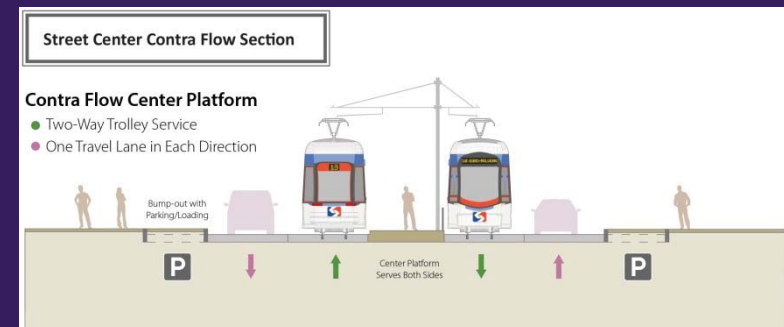 Street Center Contra Flow Section
Contra Flow Center Platform
Two-Way Trolley Service
One Travel Lane in Each Direction
Bump-out with
Parking/Loading
P
Center Platform
Serves Both Sides
P